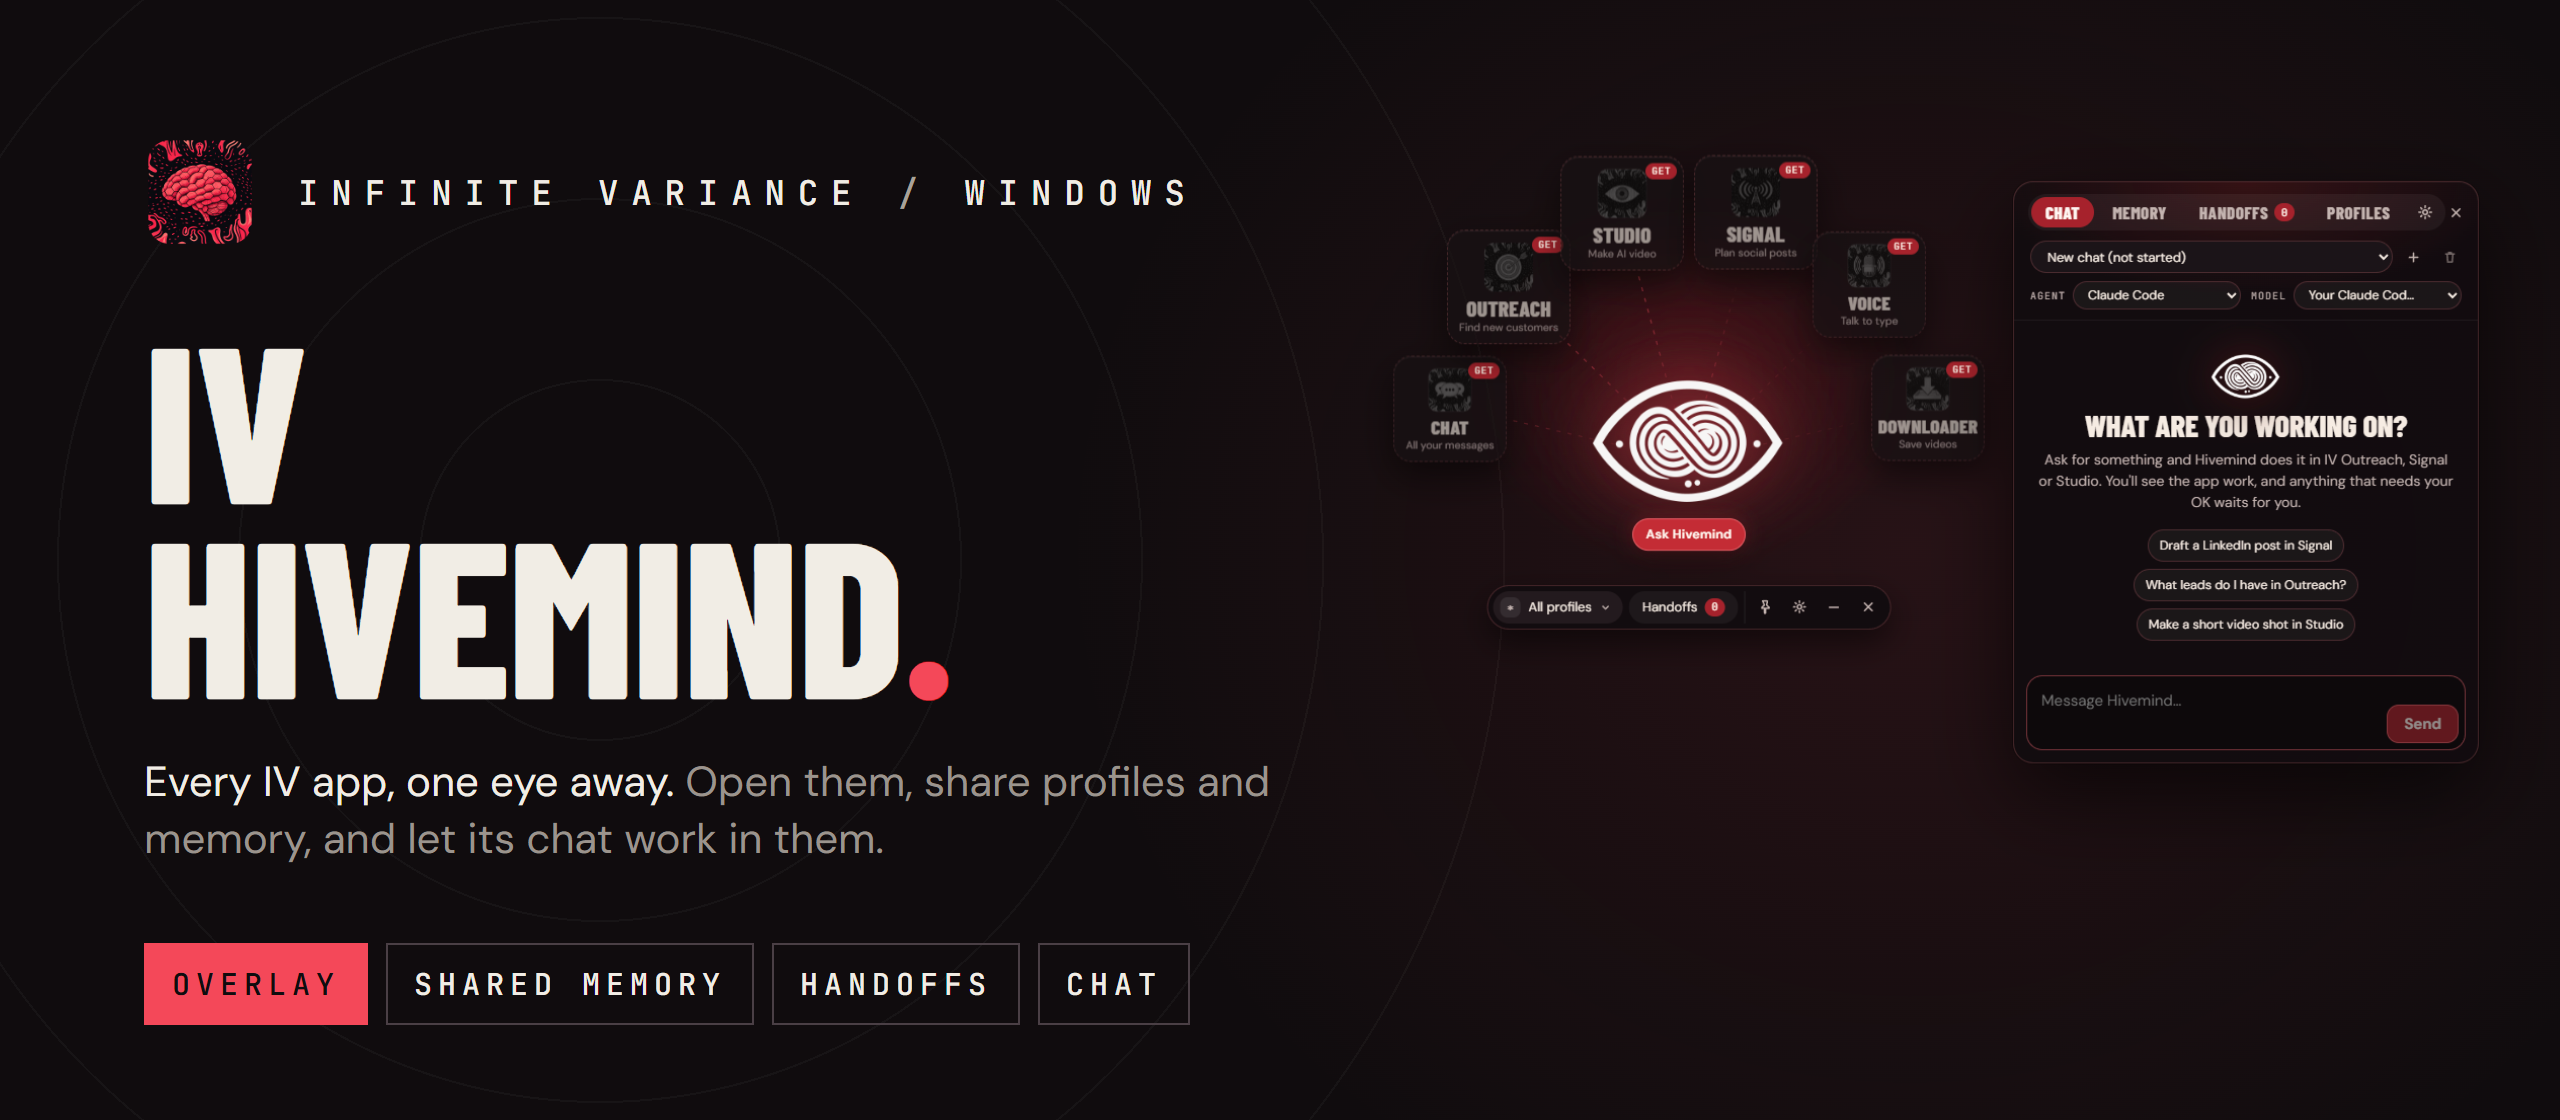 INFINITE VARIANCE / WINDOWS
IV
HIVEMIND.
Every IV app, one eye away. Open them, share profiles and
memory, and let its chat work in them.
OVERLAY
SHARED MEMORY
HANDOFFS
CHAT
GET
STUDIO
Make AI video
GET
SIGNAL
Plan social posts
GET
OUTREACH
Find new customers
GET
VOICE
Talk to type
GET
CHAT
All your messages
GET
DOWNLOADER
Save videos
Ask Hivemind
All profiles
Handoffs 0
CHAT MEMORY HANDOFFS 0 PROFILES
New chat (not started)
AGENT Claude Code MODEL Your Claude Cod...
WHAT ARE YOU WORKING ON?
Ask for something and Hivemind does it in IV Outreach, Signal
or Studio. You'll see the app work, and anything that needs your
OK waits for you.
Draft a LinkedIn post in Signal
What leads do I have in Outreach?
Make a short video shot in Studio
Message Hivemind...
Send